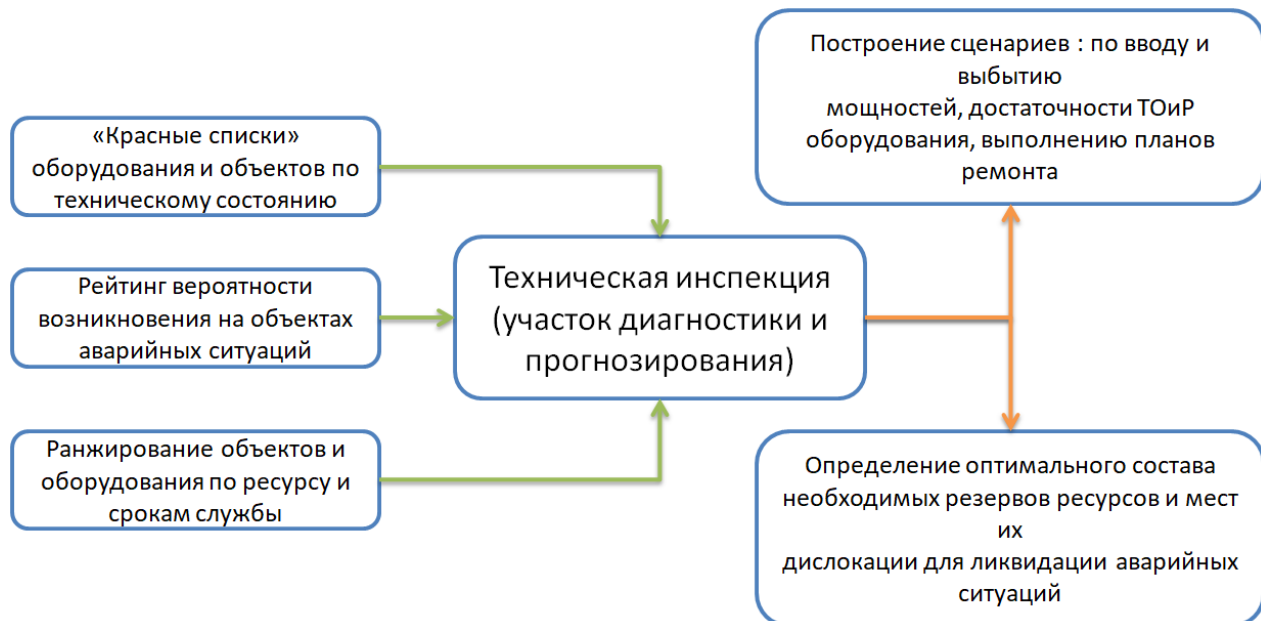 «Красные списки»
оборудования и объектов по
техническому состоянию
Рейтинг вероятности
возникновения на объектах
аварийных ситуаций
Ранжирование объектов и
оборудования по ресурсу и
срокам службы
Техническая инспекция
(участок диагностики и
прогнозирования)
Построение сценариев : по вводу и
выбытию
мощностей, достаточности ТОиР
оборудования, выполнению планов
ремонта
Определение оптимального состава
необходимых резервов ресурсов и мест
их
дислокации для ликвидации аварийных
ситуаций